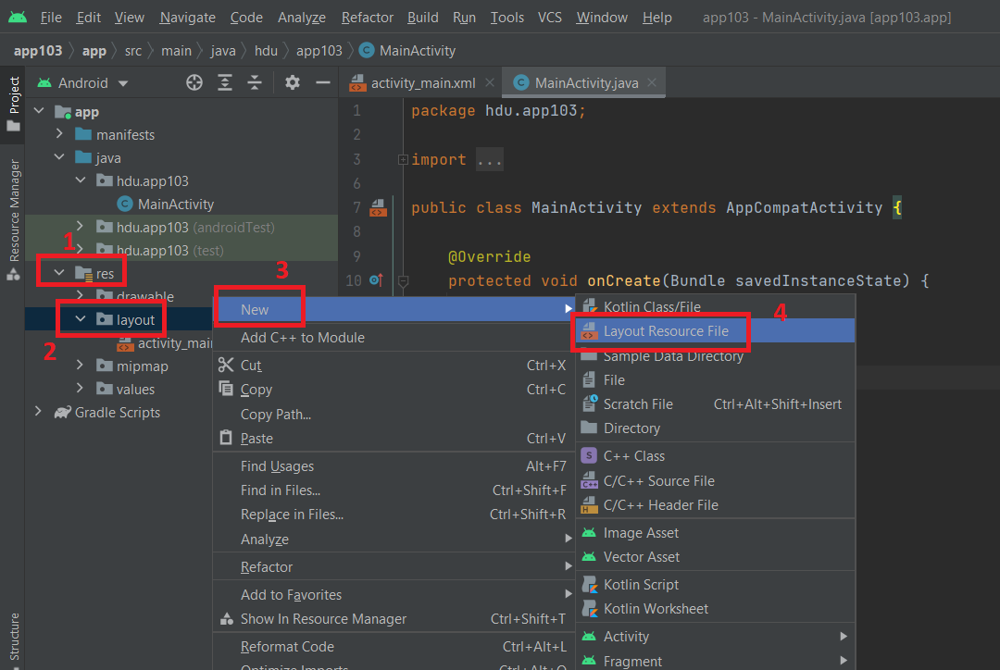 File Edit View Navigate Code Analyze Refactor Build Run Tools VCS Window Help app103 - MainActivity.java [app103.app]
app103 app src main java hdu app103 MainActivity
Project
Resource Manager
Structure
Android
activity_main.xml
MainActivity.java
app
manifests
java
hdu.app103
MainActivity
hdu.app103 (androidTest)
hdu.app103 (test)
1
res
drawable
layout
2
activity_mai
mipmap
values
Gradle Scripts
1 package hdu.app103;
2
3 import ...
6
7 public class MainActivity extends AppCompatActivity {
8
9 @Override
10 protected void onCreate(Bundle savedInstanceState) {
3
New
Add C++ to Module
Cut Ctrl+X
Copy Ctrl+C
Copy Path...
Paste Ctrl+V
Find Usages Alt+F7
Find in Files... Ctrl+Shift+F
Replace in Files... Ctrl+Shift+R
Analyze
Refactor
Add to Favorites
Show In Resource Manager Ctrl+Shift+T
Reformat Code Ctrl+Alt+L
Optimize Imports Ctrl+Alt+O
4
Kotlin Class/File
Layout Resource File
Sample Data Directory
File
Scratch File Ctrl+Alt+Shift+Insert
Directory
S C++ Class
C++ C/C++ Source File
H C/C++ Header File
Image Asset
Vector Asset
Kotlin Script
Kotlin Worksheet
Activity
Fragment